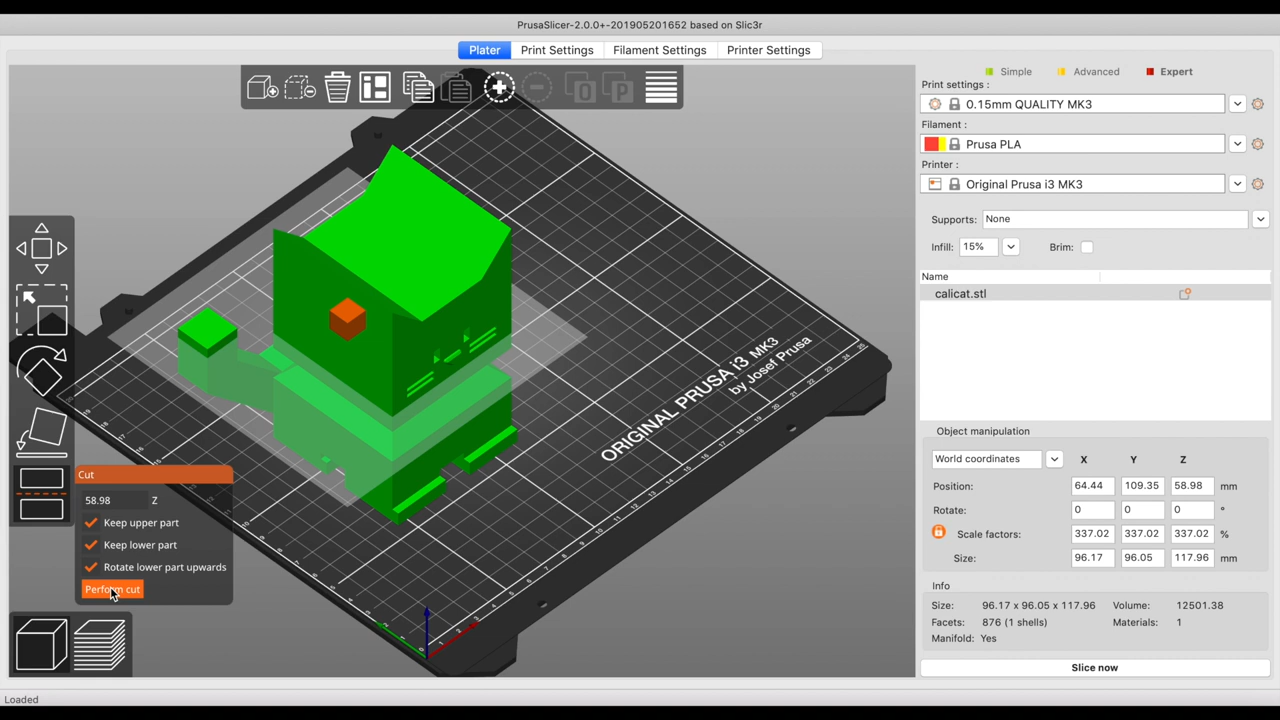 PrusaSlicer-2.0.0+-201905201652 based on Slic3r
Plater Print Settings Filament Settings Printer Settings
Simple Advanced Expert
Print settings :
0.15mm QUALITY MK3
Filament :
Prusa PLA
Printer :
Original Prusa i3 MK3
Supports: None
Infill: 15% Brim:
Name
calicat.stl
ORIGINAL PRUSA i3 MK3
by Josef Prusa
Object manipulation
World coordinates X Y Z
Position: 64.44 109.35 58.98 mm
Rotate: 0 0 0 °
Scale factors: 337.02 337.02 337.02 %
Size: 96.17 96.05 117.96 mm
Info
Size: 96.17 x 96.05 x 117.96 Volume: 12501.38
Facets: 876 (1 shells) Materials: 1
Manifold: Yes
Slice now
Cut
58.98 Z
Keep upper part
Keep lower part
Rotate lower part upwards
Perform cut
Loaded